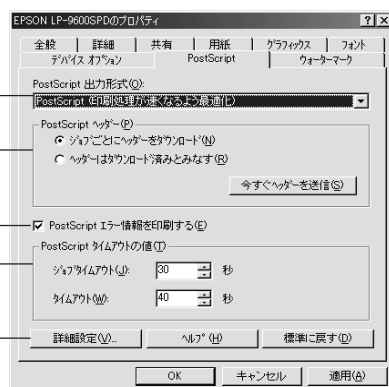 EPSON LP-9600SPDのプロパティ
全般 詳細 共有 用紙 グラフィックス フォント
デバイス オプション PostScript ウォーターマーク
PostScript 出力形式(O):
PostScript (印刷処理が速くなるよう最適化)
PostScript ヘッダー(P)
ジョブごとにヘッダーをダウンロード(N)
ヘッダーはダウンロード済みとみなす(R)
今すぐヘッダーを送信(S)
PostScript エラー情報を印刷する(E)
PostScript タイムアウトの値(T)
ジョブタイムアウト(J): 30 秒
タイムアウト(W): 40 秒
詳細設定(V)... ヘルプ(H) 標準に戻す(D)
OK キャンセル 適用(A)